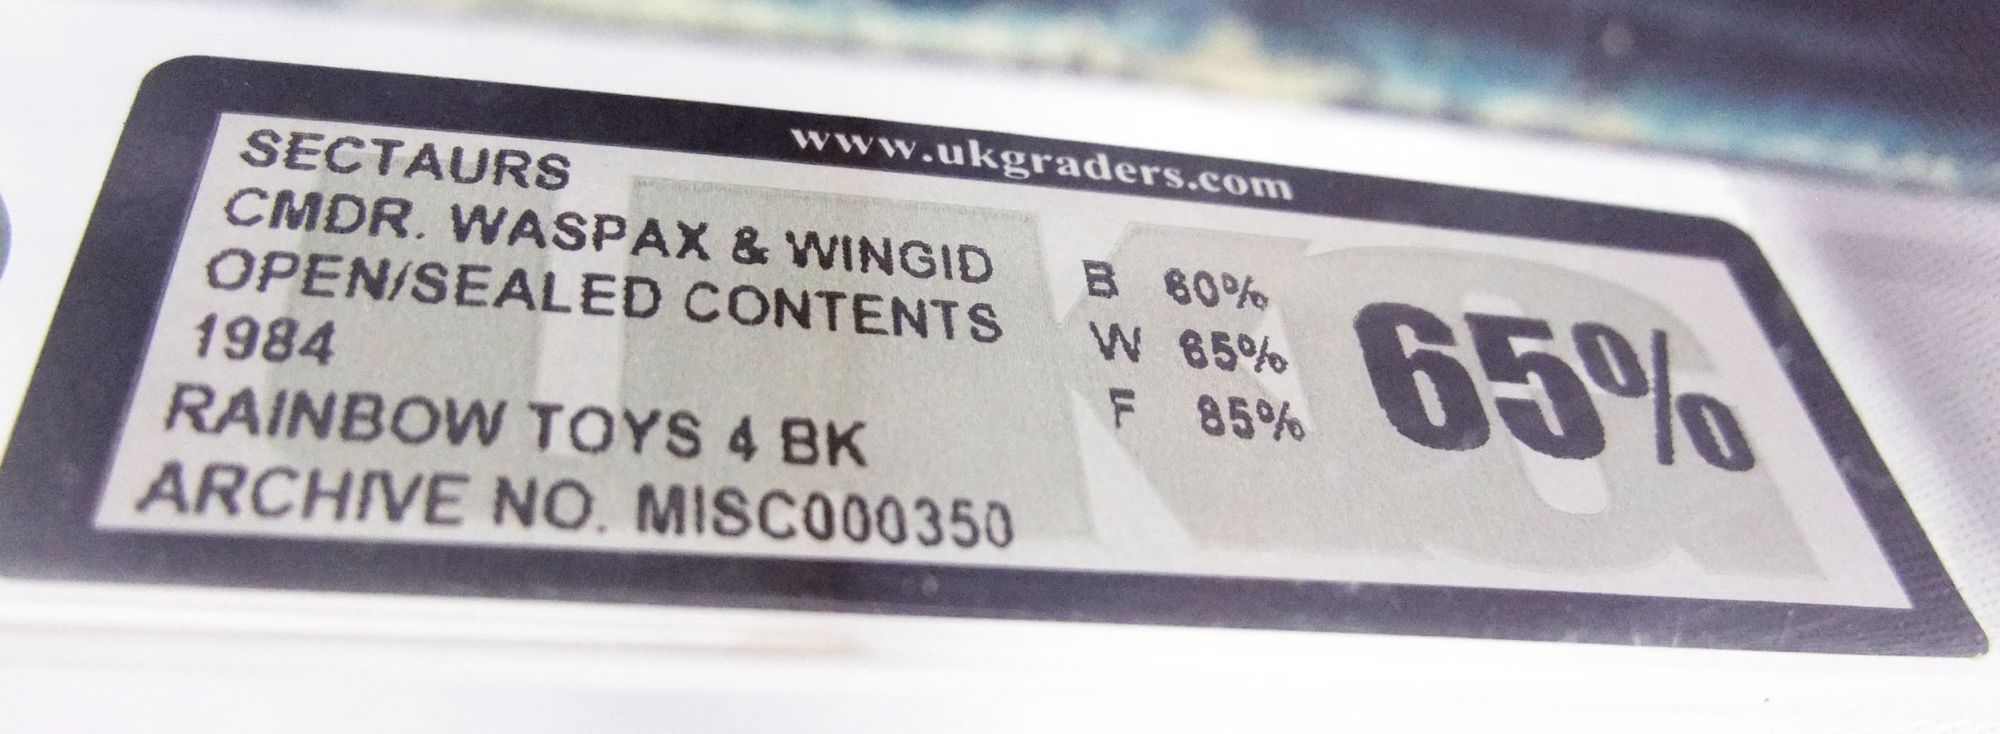 www.ukgraders.com
SECTAURS
CMDR. WASPAX & WINGID
OPEN/SEALED CONTENTS
1984
RAINBOW TOYS 4 BK
ARCHIVE NO. MISC000350
B 60%
W 65%
F 85%
65%
UKG